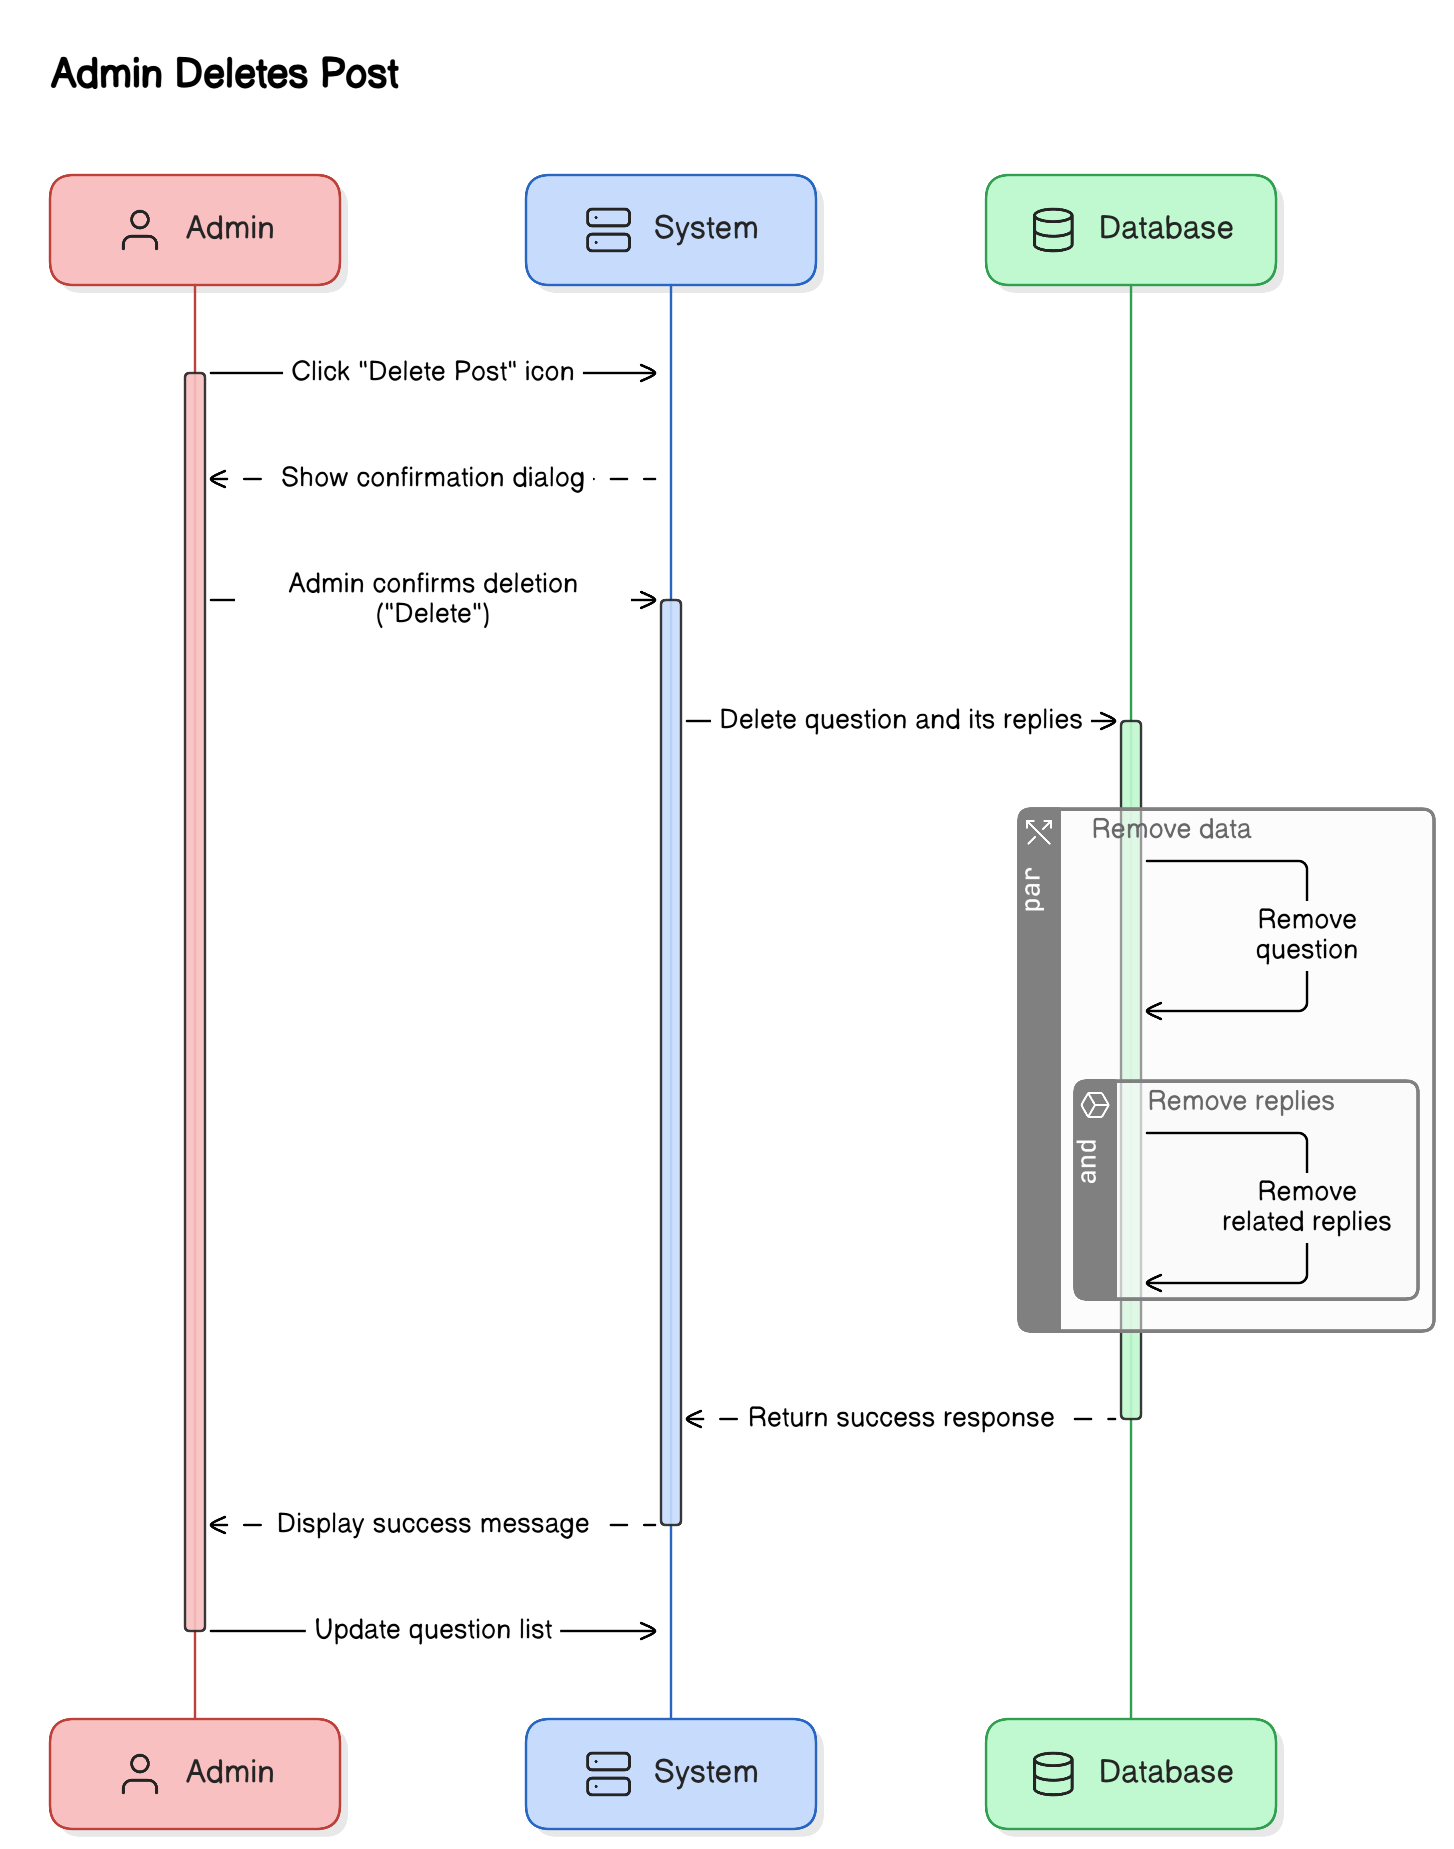 Admin Deletes Post
Admin
System
Database
Click "Delete Post" icon
Show confirmation dialog
Admin confirms deletion
("Delete")
Delete question and its replies
par
Remove data
Remove
question
and
Remove replies
Remove
related replies
Return success response
Display success message
Update question list
Admin
System
Database